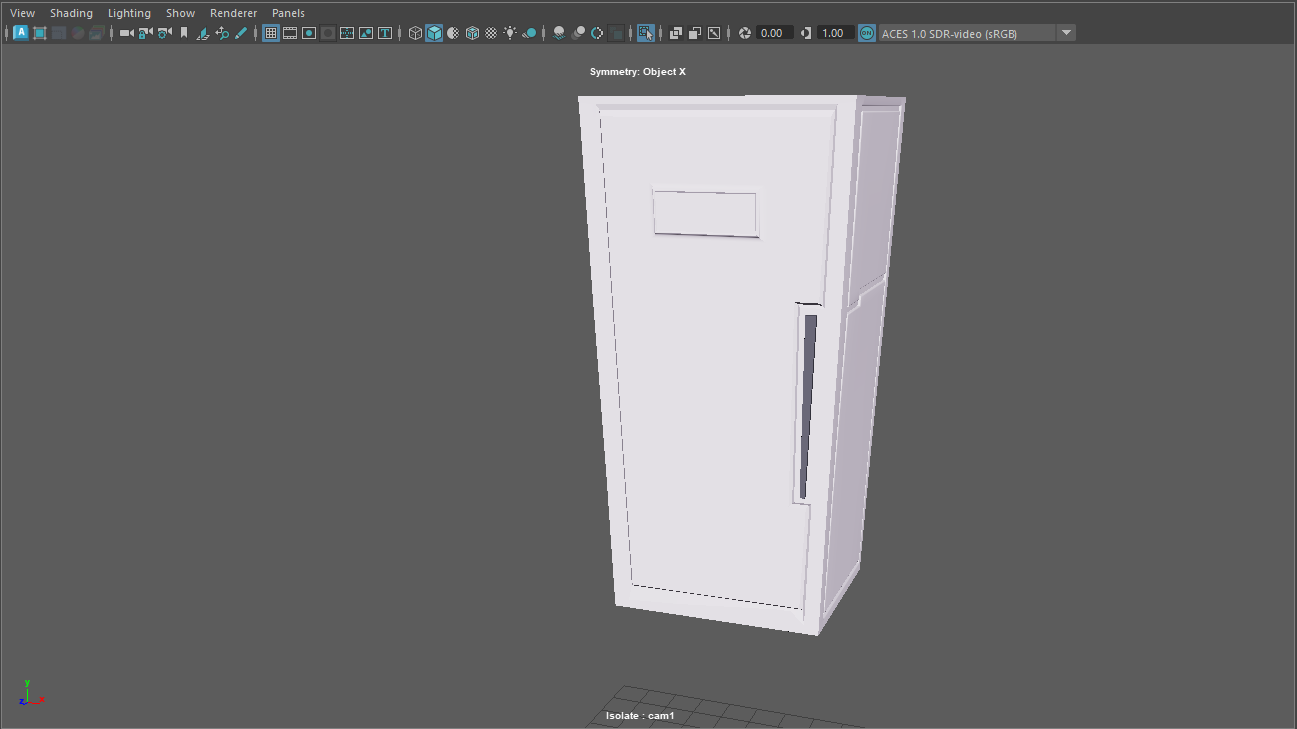 View Shading Lighting Show Renderer Panels
A T 0.00 1.00 ON ACES 1.0 SDR-video (sRGB)
Symmetry: Object X
y
z x
Isolate : cam1